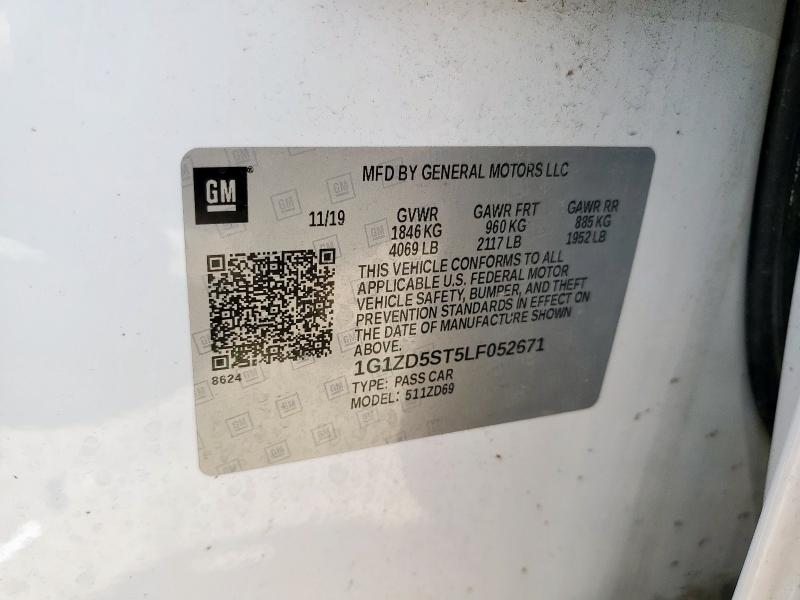 GM
MFD BY GENERAL MOTORS LLC
11/19 GVWR GAWR FRT GAWR RR
1846 KG 960 KG 885 KG
4069 LB 2117 LB 1952 LB
THIS VEHICLE CONFORMS TO ALL
APPLICABLE U.S. FEDERAL MOTOR
VEHICLE SAFETY, BUMPER, AND THEFT
PREVENTION STANDARDS IN EFFECT ON
THE DATE OF MANUFACTURE SHOWN
ABOVE.
1G1ZD5ST5LF052671
TYPE: PASS CAR
MODEL: 511ZD69
8624